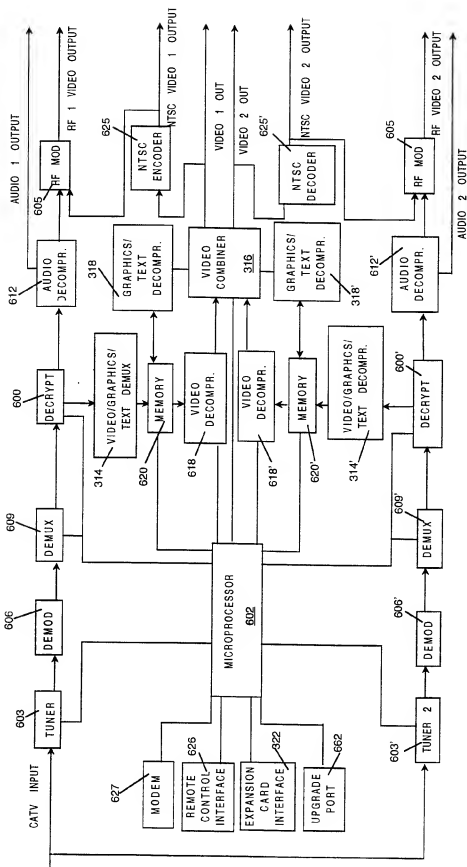 CATV INPUT
603
TUNER
606
DEMOD
609
DEMUX
600
DECRYPT
612
AUDIO
DECOMPR.
605
RF MOD
AUDIO 1 OUTPUT
RF 1 VIDEO OUTPUT
314
VIDEO/GRAPHICS/
TEXT DEMUX
318
GRAPHICS/
TEXT DECOMPR.
625
NTSC
ENCODER
NTSC VIDEO 1 OUTPUT
620
MEMORY
618
VIDEO
DECOMPR.
VIDEO
COMBINER
316
VIDEO 1 OUT
VIDEO 2 OUT
627
MODEM
626
REMOTE
CONTROL
INTERFACE
322
EXPANSION
CARD
INTERFACE
662
UPGRADE
PORT
MICROPROCESSOR
602
618'
VIDEO
DECOMPR.
620'
MEMORY
318'
GRAPHICS/
TEXT DECOMPR.
625'
NTSC
DECODER
NTSC VIDEO 2 OUTPUT
314'
VIDEO/GRAPHICS/
TEXT DECOMPR.
603'
TUNER 2
606'
DEMOD
609'
DEMUX
600'
DECRYPT
612'
AUDIO
DECOMPR.
605
RF MOD
RF VIDEO 2 OUTPUT
AUDIO 2 OUTPUT